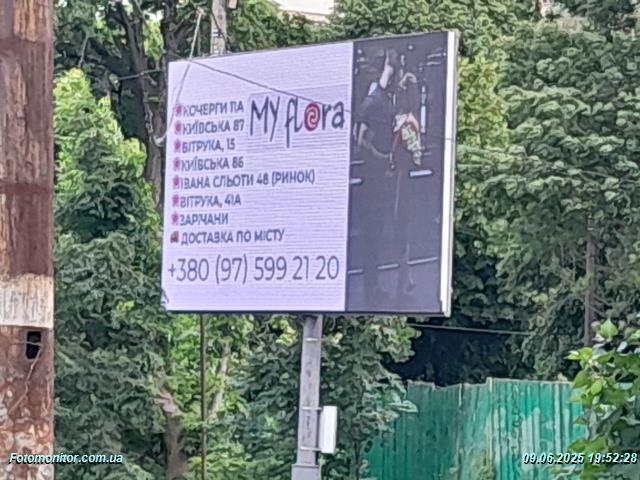 MY flora
КОЧЕРГИ 11А
КИЇВСЬКА 87
ВІТРУКА, 15
КИЇВСЬКА 86
ІВАНА СЛЬОТИ 48 (РИНОК)
ВІТРУКА, 41А
ЗАРІЧАНИ
ДОСТАВКА ПО МІСТУ
+380 (97) 599 21 20
Fotomonitor.com.ua
09.06.2025 19:52:28